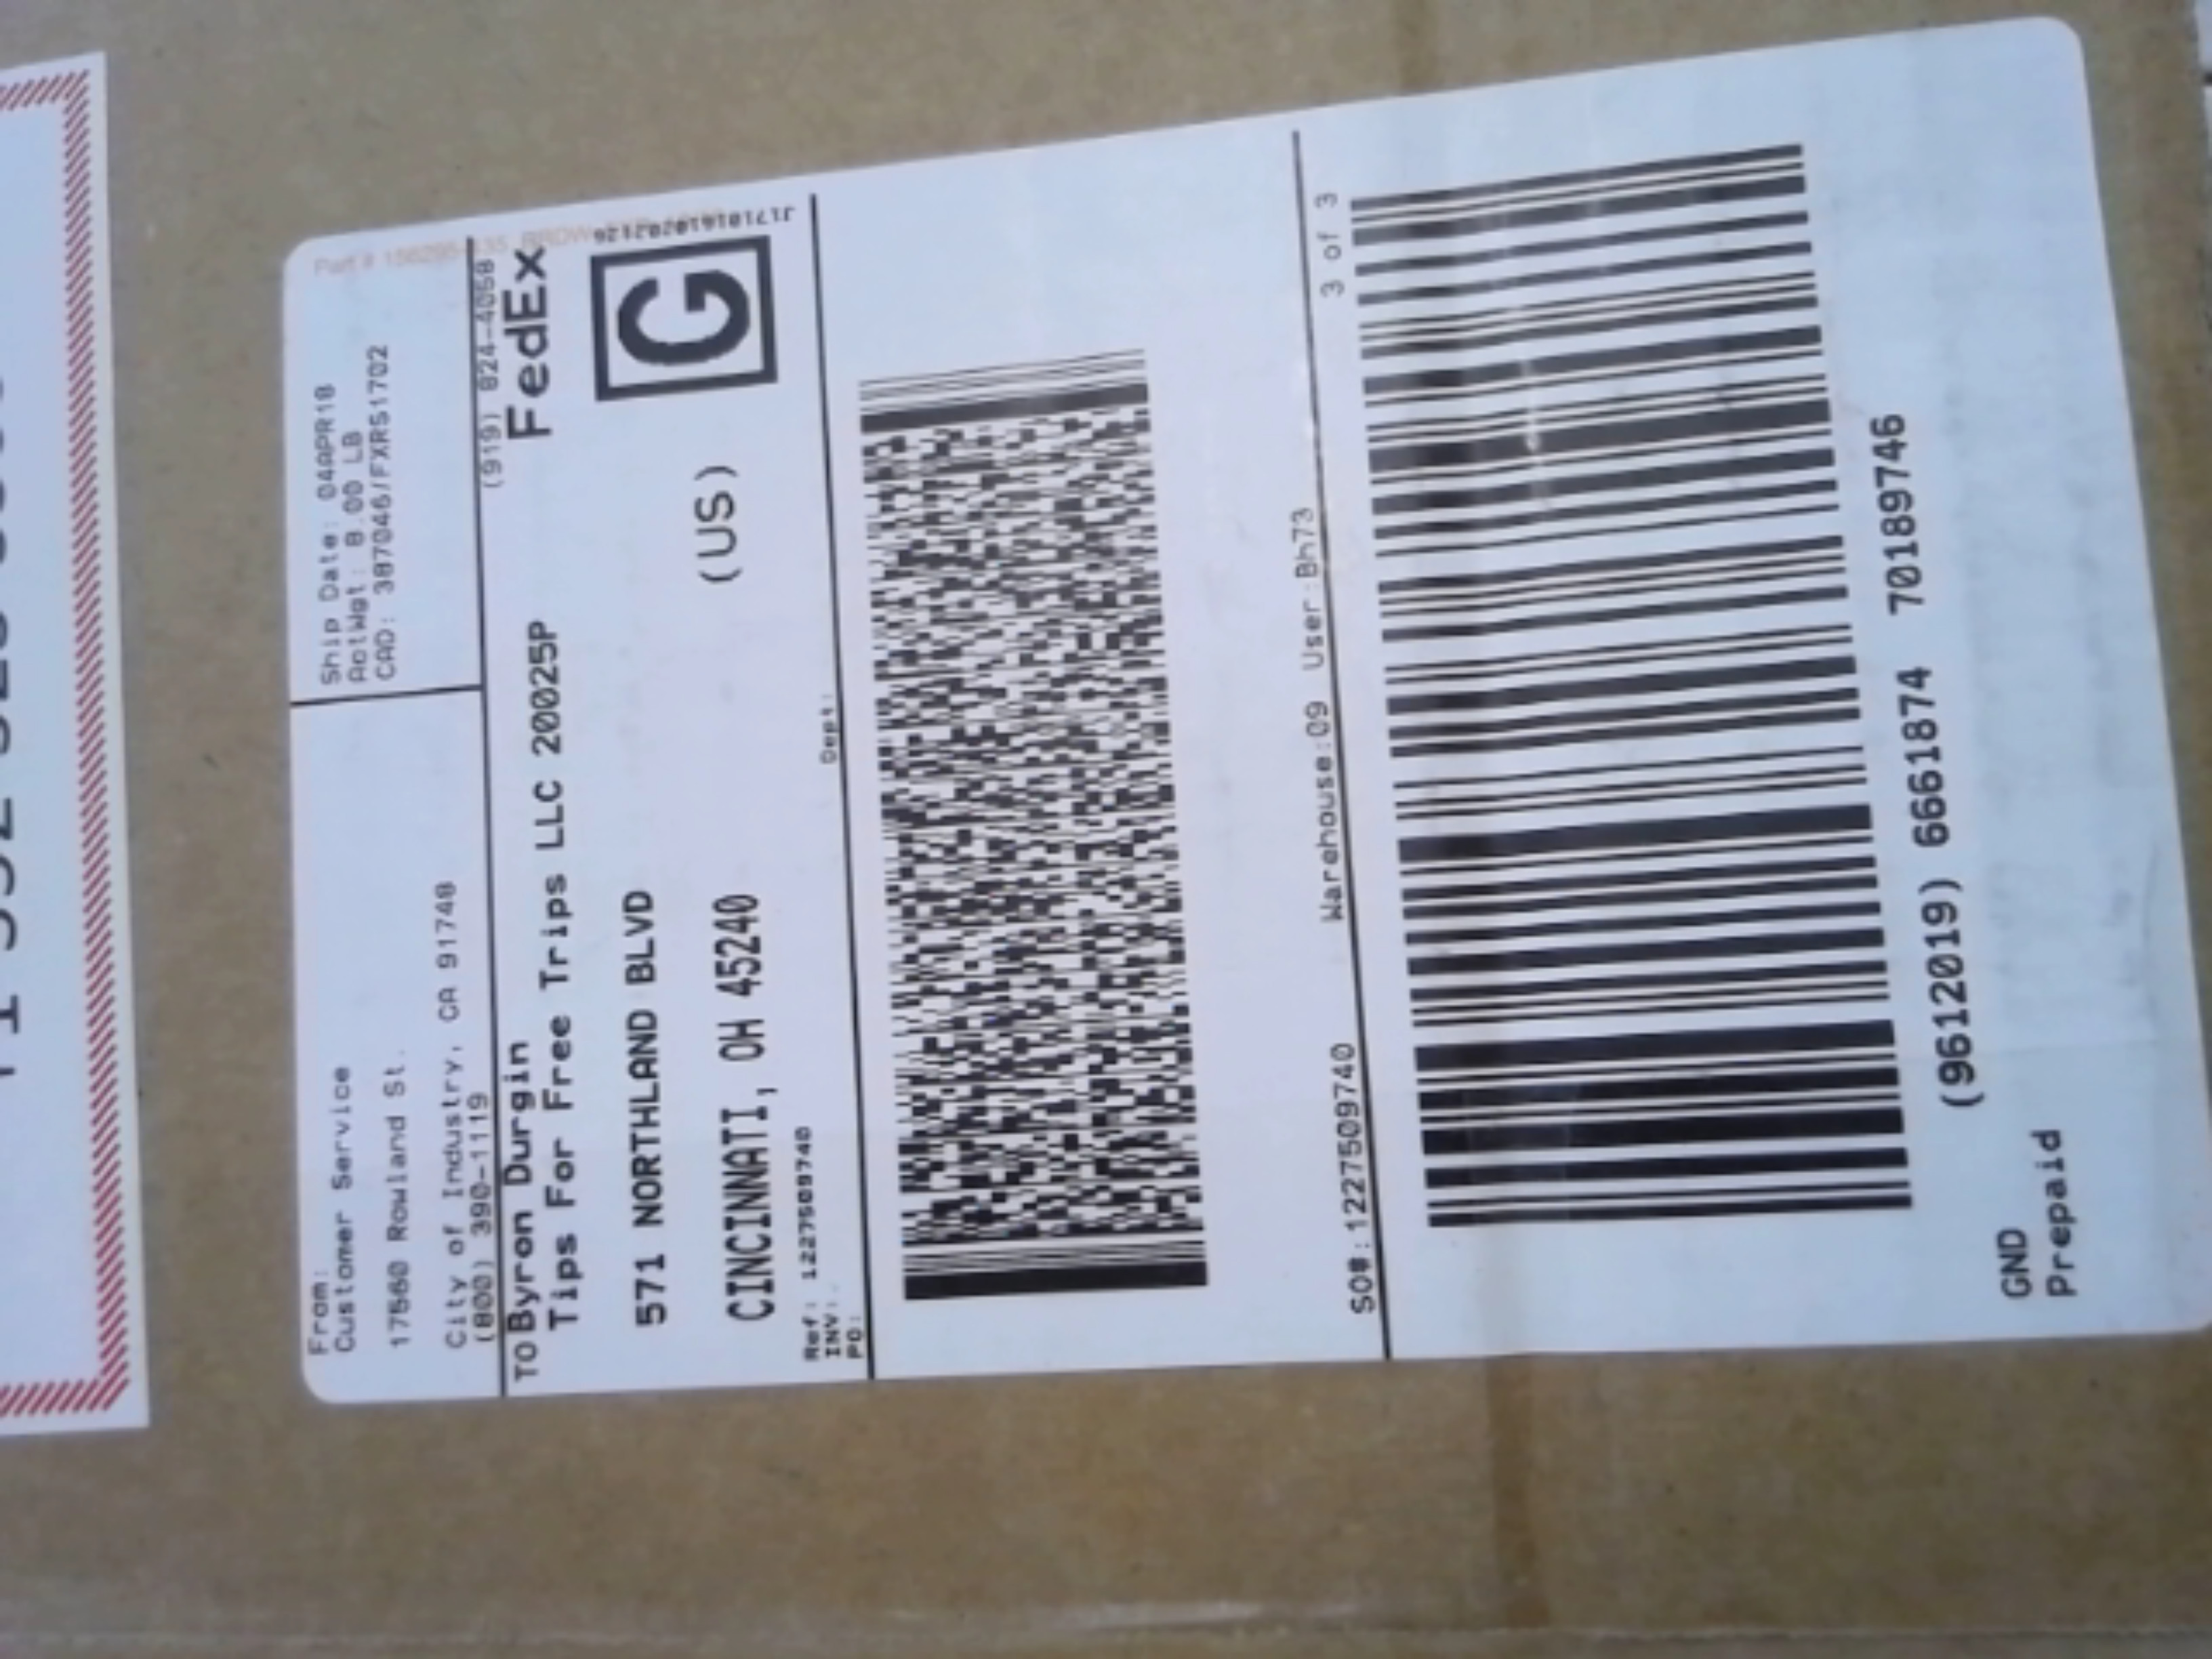 From:
Customer Service
17560 Rowland St.
City of Industry, CA 91748
(800) 390-1119
Ship Date: 04APR18
ActWgt: 8.00 LB
CAD: 387046/FXRS1702
TO Byron Durgin
(919) 824-4058
Tips For Free Trips LLC 20025P
FedEx
571 NORTHLAND BLVD
G
CINCINNATI, OH 45240
(US)
Ref: 1227509740
INV:
PO:
Dept:
SO#:1227509740 Warehouse:09 User:Bh73
3 of 3
(9612019) 6661874 70189746
GND
Prepaid